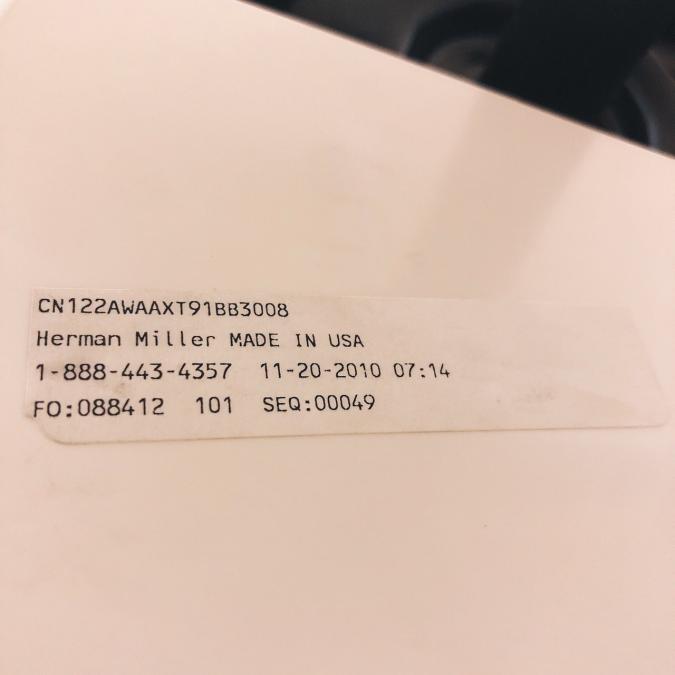 CN122AWAAXT91BB3008
Herman Miller MADE IN USA
1-888-443-4357 11-20-2010 07:14
FO:088412 101 SEQ:00049